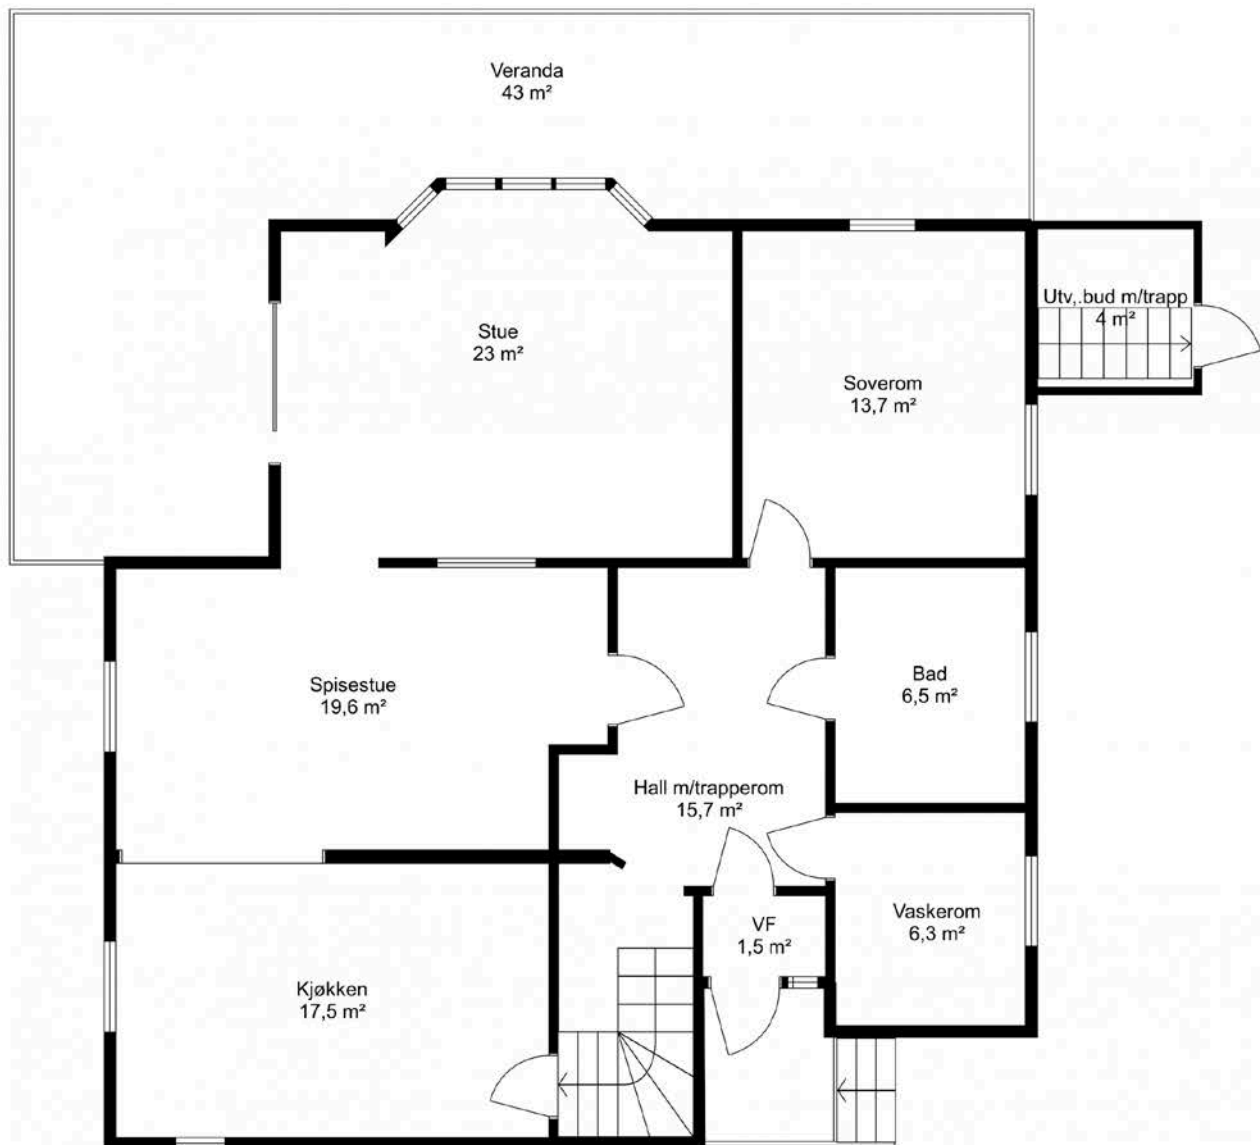 Veranda
43 m²
Utv,.bud m/trapp
4 m²
Stue
23 m²
Soverom
13,7 m²
Spisestue
19,6 m²
Bad
6,5 m²
Hall m/trapperom
15,7 m²
VF
1,5 m²
Vaskerom
6,3 m²
Kjøkken
17,5 m²